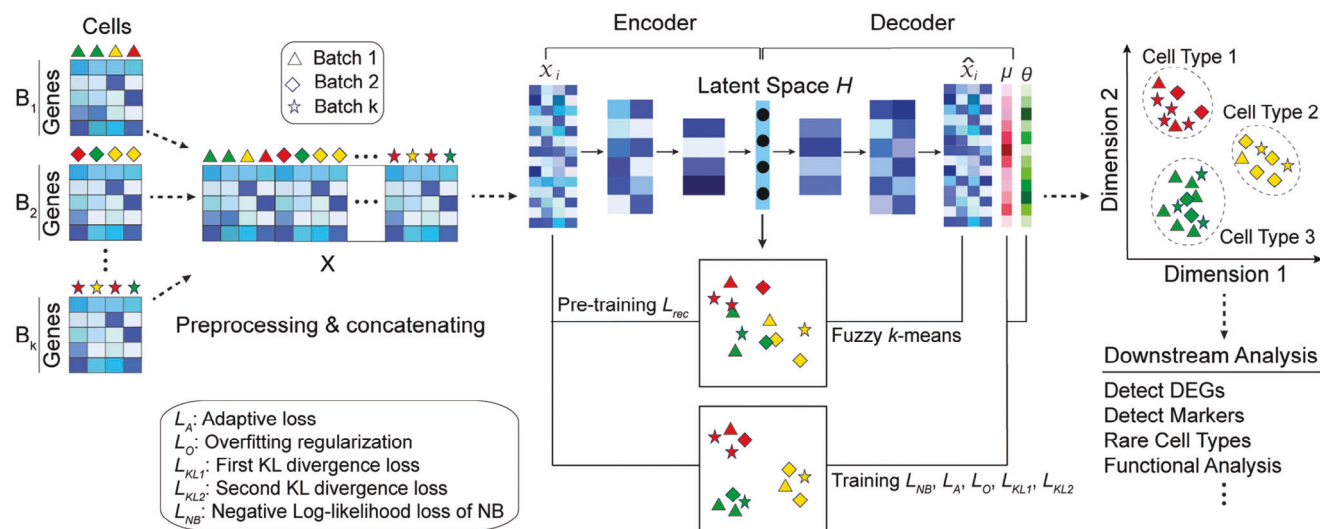 Cells
B1
Genes
B2
Genes
Bk
Genes
Batch 1
Batch 2
Batch k
X
Preprocessing & concatenating
LA: Adaptive loss
LO: Overfitting regularization
LKL1: First KL divergence loss
LKL2: Second KL divergence loss
LNB: Negative Log-likelihood loss of NB
Encoder
Decoder
xi
Latent Space H
x̂i
μ
θ
Pre-training Lrec
Fuzzy k-means
Training LNB, LA, LO, LKL1, LKL2
Cell Type 1
Cell Type 2
Cell Type 3
Dimension 2
Dimension 1
Downstream Analysis
Detect DEGs
Detect Markers
Rare Cell Types
Functional Analysis